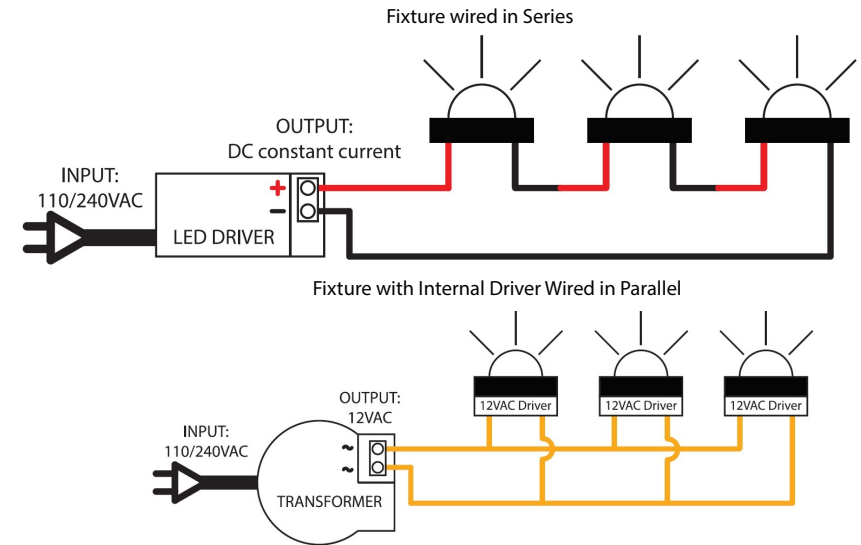 Fixture wired in Series
OUTPUT:
DC constant current
INPUT:
110/240VAC
+
−
LED DRIVER
Fixture with Internal Driver Wired in Parallel
12VAC Driver
12VAC Driver
12VAC Driver
OUTPUT:
12VAC
INPUT:
110/240VAC
~
~
TRANSFORMER